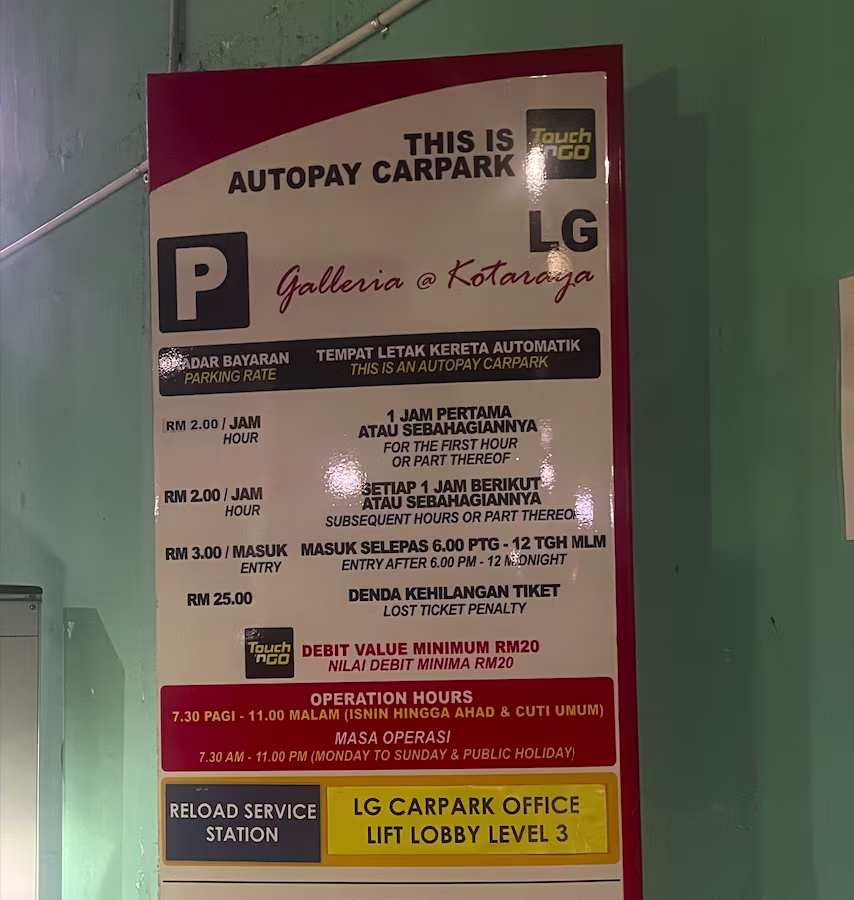 THIS IS
AUTOPAY CARPARK
Touch
'nGO
LG
P
Galleria @ Kotaraya
KADAR BAYARAN
PARKING RATE
TEMPAT LETAK KERETA AUTOMATIK
THIS IS AN AUTOPAY CARPARK
RM 2.00 / JAM
HOUR
1 JAM PERTAMA
ATAU SEBAHAGIANNYA
FOR THE FIRST HOUR
OR PART THEREOF
RM 2.00 / JAM
HOUR
SETIAP 1 JAM BERIKUT
ATAU SEBAHAGIANNYA
SUBSEQUENT HOURS OR PART THEREOF
RM 3.00 / MASUK
ENTRY
MASUK SELEPAS 6.00 PTG - 12 TGH MLM
ENTRY AFTER 6.00 PM - 12 MIDNIGHT
RM 25.00
DENDA KEHILANGAN TIKET
LOST TICKET PENALTY
Touch
'nGO
DEBIT VALUE MINIMUM RM20
NILAI DEBIT MINIMA RM20
OPERATION HOURS
7.30 PAGI - 11.00 MALAM (ISNIN HINGGA AHAD & CUTI UMUM)
MASA OPERASI
7.30 AM - 11.00 PM (MONDAY TO SUNDAY & PUBLIC HOLIDAY)
RELOAD SERVICE
STATION
LG CARPARK OFFICE
LIFT LOBBY LEVEL 3